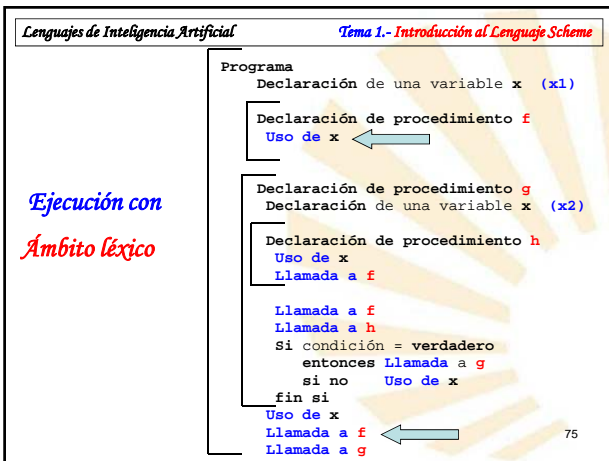 Lenguajes de Inteligencia Artificial Tema 1.- Introducción al Lenguaje Scheme
Programa
Declaración de una variable x (x1)
Declaración de procedimiento f
Uso de x
Ejecución con
Ámbito léxico
Declaración de procedimiento g
Declaración de una variable x (x2)
Declaración de procedimiento h
Uso de x
Llamada a f
Llamada a f
Llamada a h
Si condición = verdadero
entonces Llamada a g
si no Uso de x
fin si
Uso de x
Llamada a f
Llamada a g
75